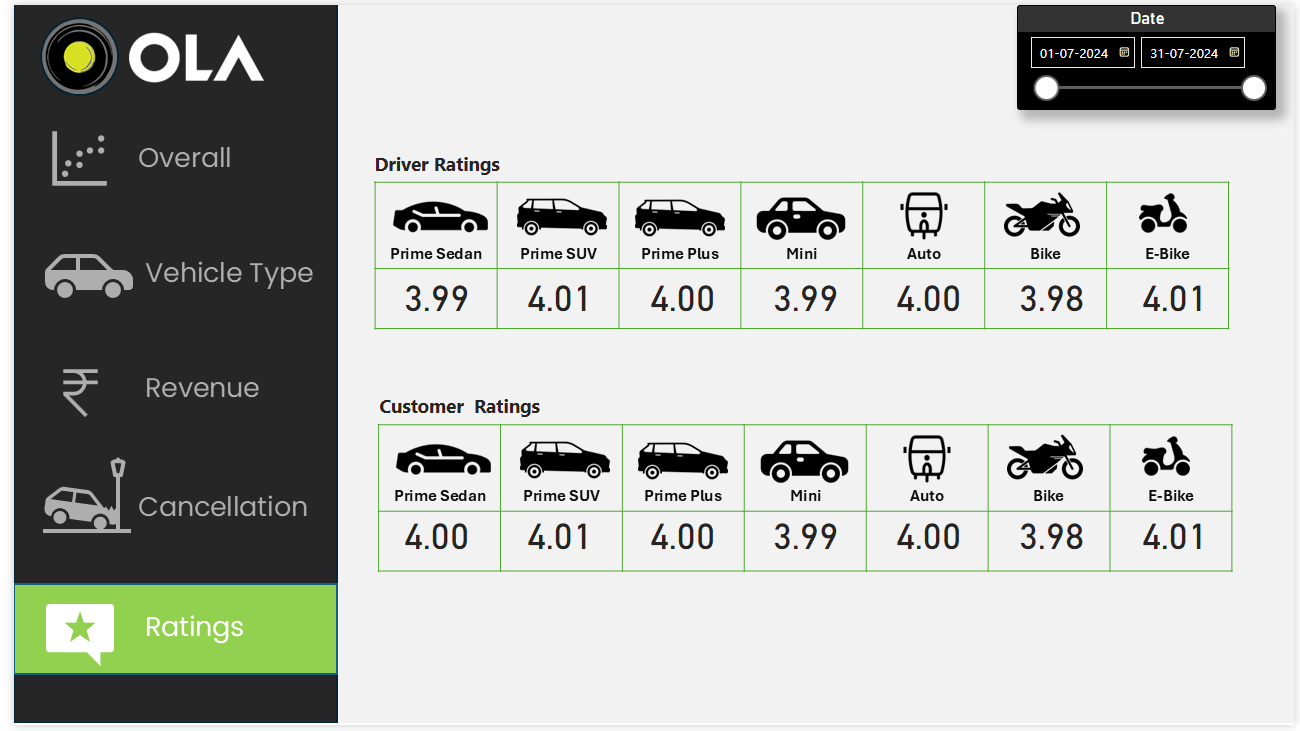 OLA
Date
01-07-2024 31-07-2024
Overall
Vehicle Type
₹ Revenue
Cancellation
Ratings
Driver Ratings
Prime Sedan Prime SUV Prime Plus Mini Auto Bike E-Bike
3.99 4.01 4.00 3.99 4.00 3.98 4.01
Customer Ratings
Prime Sedan Prime SUV Prime Plus Mini Auto Bike E-Bike
4.00 4.01 4.00 3.99 4.00 3.98 4.01